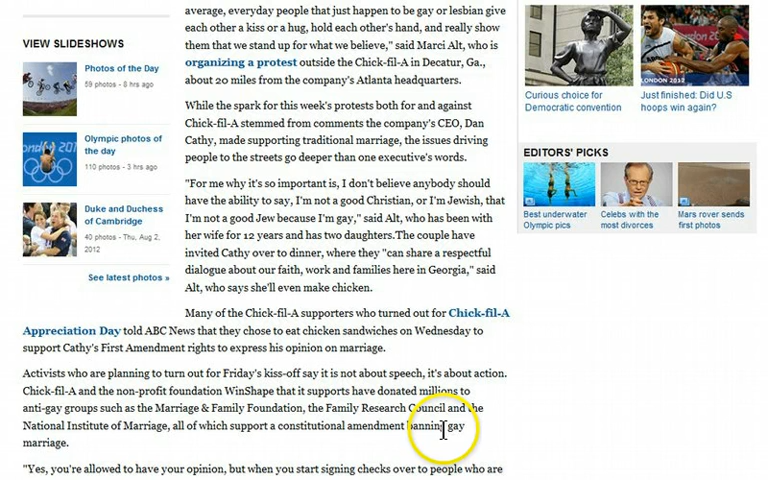 VIEW SLIDESHOWS
Photos of the Day
59 photos - 8 hrs ago
Olympic photos of
the day
110 photos - 3 hrs ago
Duke and Duchess
of Cambridge
40 photos - Thu, Aug 2,
2012
See latest photos »
average, everyday people that just happen to be gay or lesbian give
each other a kiss or a hug, hold each other's hand, and really show
them that we stand up for what we believe," said Marci Alt, who is
organizing a protest outside the Chick-fil-A in Decatur, Ga.,
about 20 miles from the company's Atlanta headquarters.
While the spark for this week's protests both for and against
Chick-fil-A stemmed from comments the company's CEO, Dan
Cathy, made supporting traditional marriage, the issues driving
people to the streets go deeper than one executive's words.
"For me why it's so important is, I don't believe anybody should
have the ability to say, I'm not a good Christian, or I'm Jewish, that
I'm not a good Jew because I'm gay," said Alt, who has been with
her wife for 12 years and has two daughters.The couple have
invited Cathy over to dinner, where they "can share a respectful
dialogue about our faith, work and families here in Georgia," said
Alt, who says she'll even make chicken.
Many of the Chick-fil-A supporters who turned out for Chick-fil-A
Appreciation Day told ABC News that they chose to eat chicken sandwiches on Wednesday to
support Cathy's First Amendment rights to express his opinion on marriage.
Activists who are planning to turn out for Friday's kiss-off say it is not about speech, it's about action.
Chick-fil-A and the non-profit foundation WinShape that it supports have donated millions to
anti-gay groups such as the Marriage & Family Foundation, the Family Research Council and the
National Institute of Marriage, all of which support a constitutional amendment banning gay
marriage.
"Yes, you're allowed to have your opinion, but when you start signing checks over to people who are
LONDON 2012
Curious choice for
Democratic convention
Just finished: Did U.S
hoops win again?
EDITORS' PICKS
Best underwater
Olympic pics
Celebs with the
most divorces
Mars rover sends
first photos